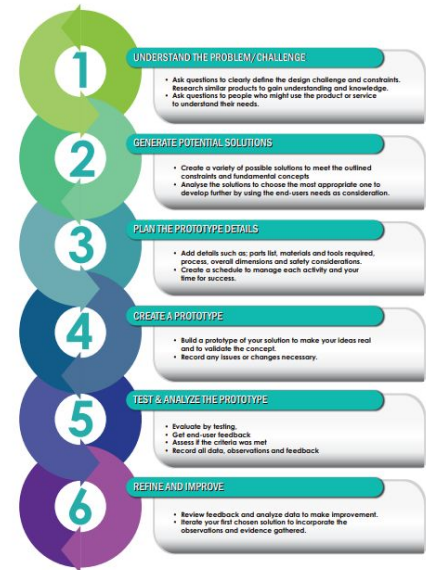 1
UNDERSTAND THE PROBLEM/CHALLENGE
• Ask questions to clearly define the design challenge and constraints.
Research similar products to gain understanding and knowledge.
• Ask questions to people who might use the product or service
to understand their needs.
2
GENERATE POTENTIAL SOLUTIONS
• Create a variety of possible solutions to meet the outlined
constraints and fundamental concepts
• Analyse the solutions to choose the most appropriate one to
develop further by using the end-users needs as consideration.
3
PLAN THE PROTOTYPE DETAILS
• Add details such as: parts list, materials and tools required,
process, overall dimensions and safety considerations.
• Create a schedule to manage each activity and your
time for success.
4
CREATE A PROTOTYPE
• Build a prototype of your solution to make your ideas real
and to validate the concept.
• Record any issues or changes necessary.
5
TEST & ANALYZE THE PROTOTYPE
• Evaluate by testing,
• Get end-user feedback
• Assess if the criteria was met
• Record all data, observations and feedback
6
REFINE AND IMPROVE
• Review feedback and analyze data to make improvement.
• Iterate your first chosen solution to incorporate the
observations and evidence gathered.